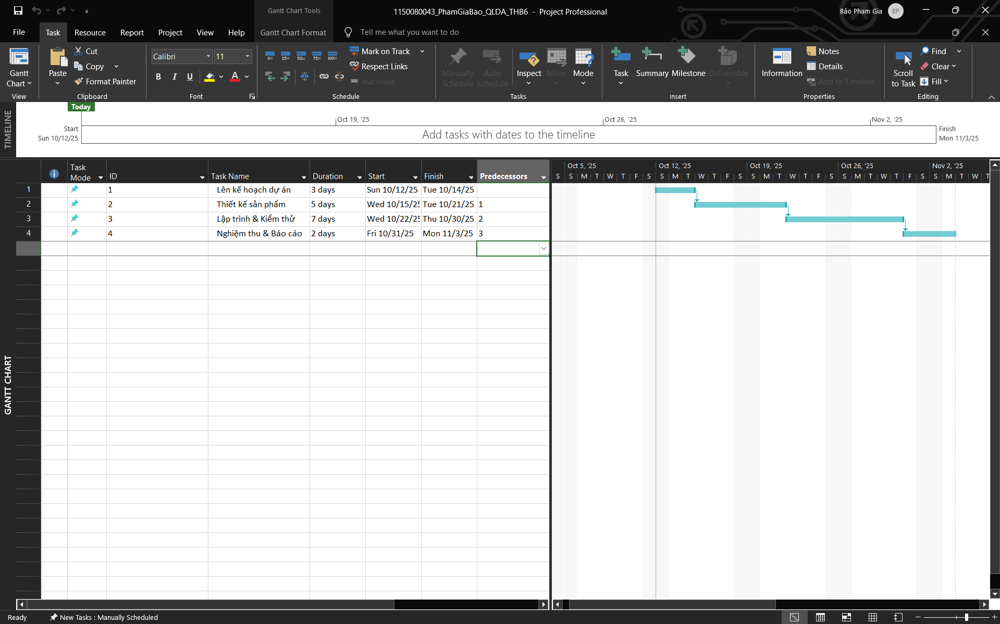 Gantt Chart Tools
1150080043_PhamGiaBao_QLDA_THB6 - Project Professional
Bảo Phạm Gia BP
File Task Resource Report Project View Help Gantt Chart Format Tell me what you want to do
Gantt Chart
View
Paste
Cut
Copy
Format Painter
Clipboard
Calibri 11
B I U A
Font
0% 25% 50% 75% 100%
Mark on Track
Respect Links
Inactivate
Schedule
Manually Schedule
Auto Schedule
Inspect
Move
Mode
Tasks
Task
Summary
Milestone
Deliverable
Insert
Information
Notes
Details
Add to Timeline
Properties
Scroll to Task
Find
Clear
Fill
Editing
TIMELINE
Today
Start
Sun 10/12/25
Oct 19, '25
Oct 26, '25
Nov 2, '25
Add tasks with dates to the timeline
Finish
Mon 11/3/25
GANTT CHART
Task Mode ID Task Name Duration Start Finish Predecessors
1 1 Lên kế hoạch dự án 3 days Sun 10/12/25 Tue 10/14/25
2 2 Thiết kế sản phẩm 5 days Wed 10/15/25 Tue 10/21/25 1
3 3 Lập trình & Kiểm thử 7 days Wed 10/22/25 Thu 10/30/25 2
4 4 Nghiệm thu & Báo cáo 2 days Fri 10/31/25 Mon 11/3/25 3
Oct 5, '25 Oct 12, '25 Oct 19, '25 Oct 26, '25 Nov 2, '25
S S M T W T F S S M T W T F S S M T W T F S S M T W T F S S M T W T
Ready
New Tasks : Manually Scheduled